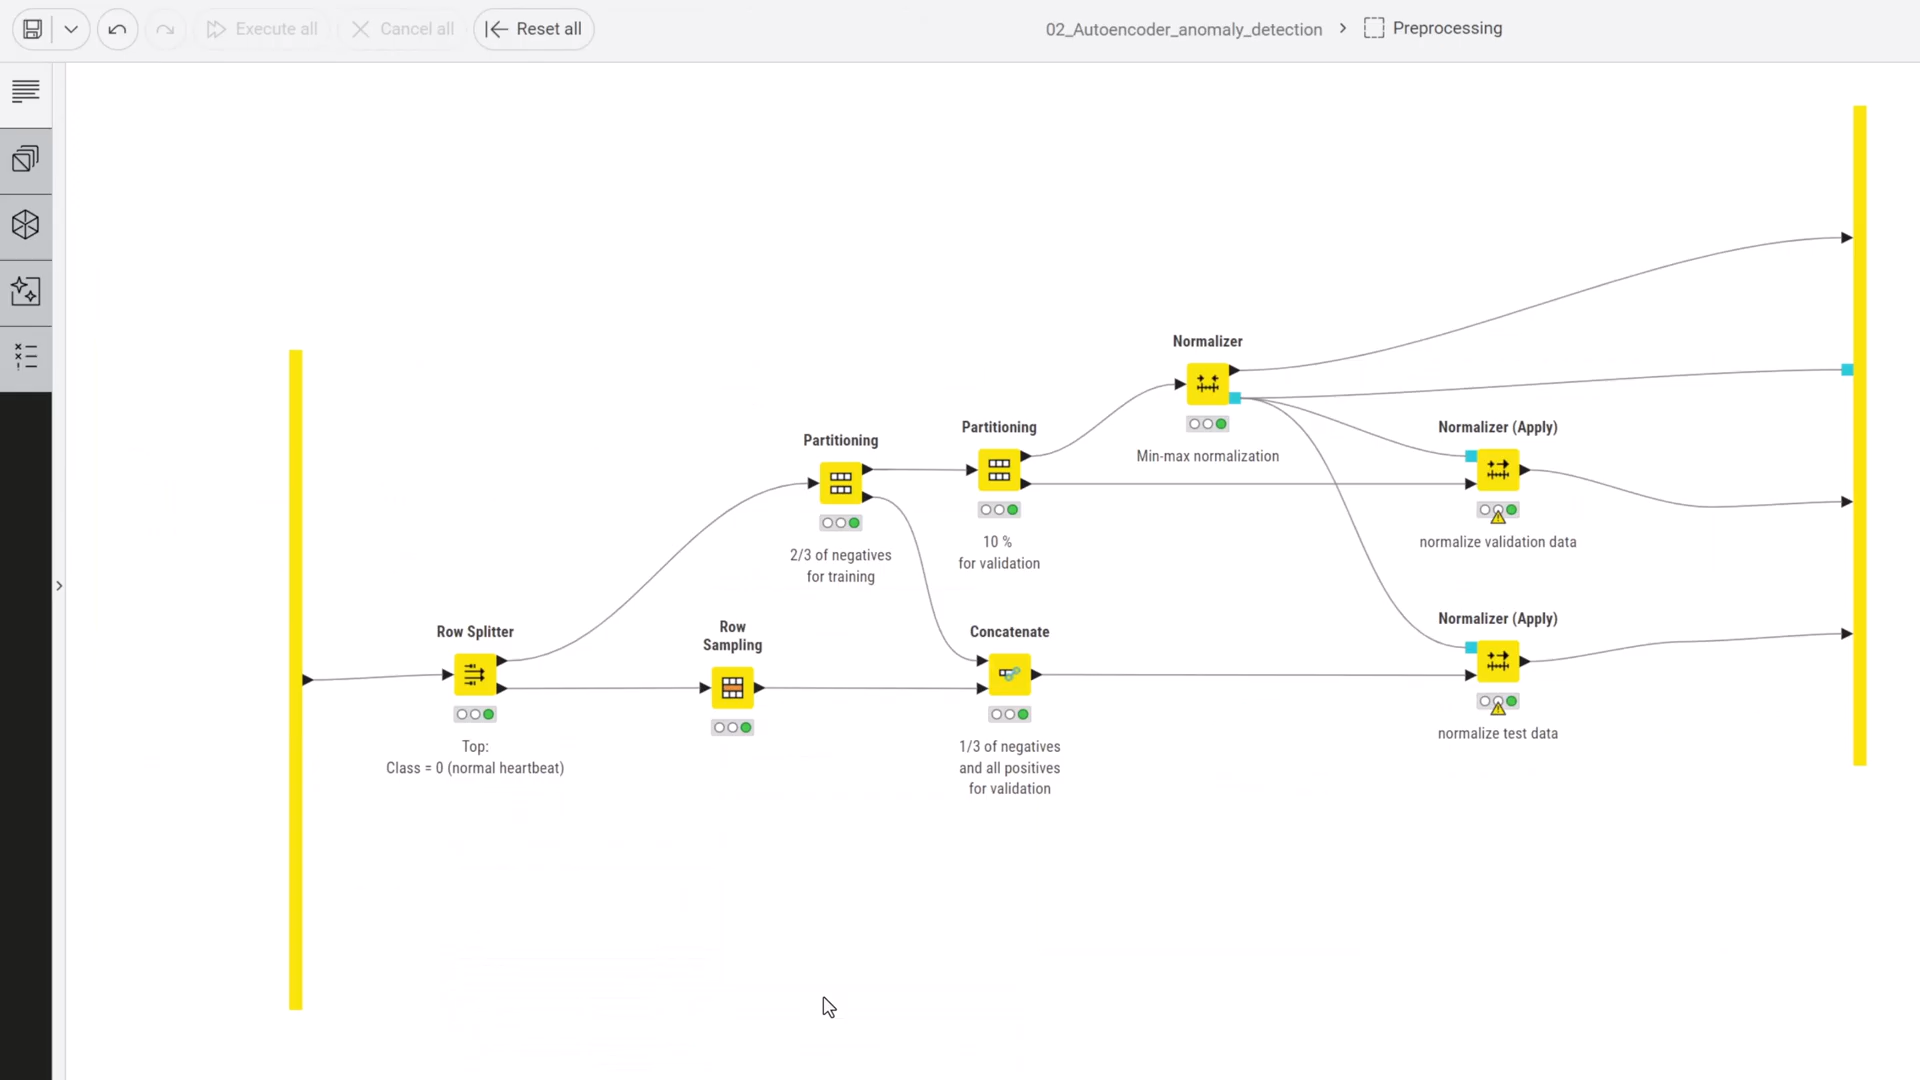 Execute all
Cancel all
Reset all
02_Autoencoder_anomaly_detection
Preprocessing
Normalizer
Min-max normalization
Partitioning
2/3 of negatives
for training
Partitioning
10 %
for validation
Normalizer (Apply)
normalize validation data
Row Splitter
Top:
Class = 0 (normal heartbeat)
Row
Sampling
Concatenate
1/3 of negatives
and all positives
for validation
Normalizer (Apply)
normalize test data